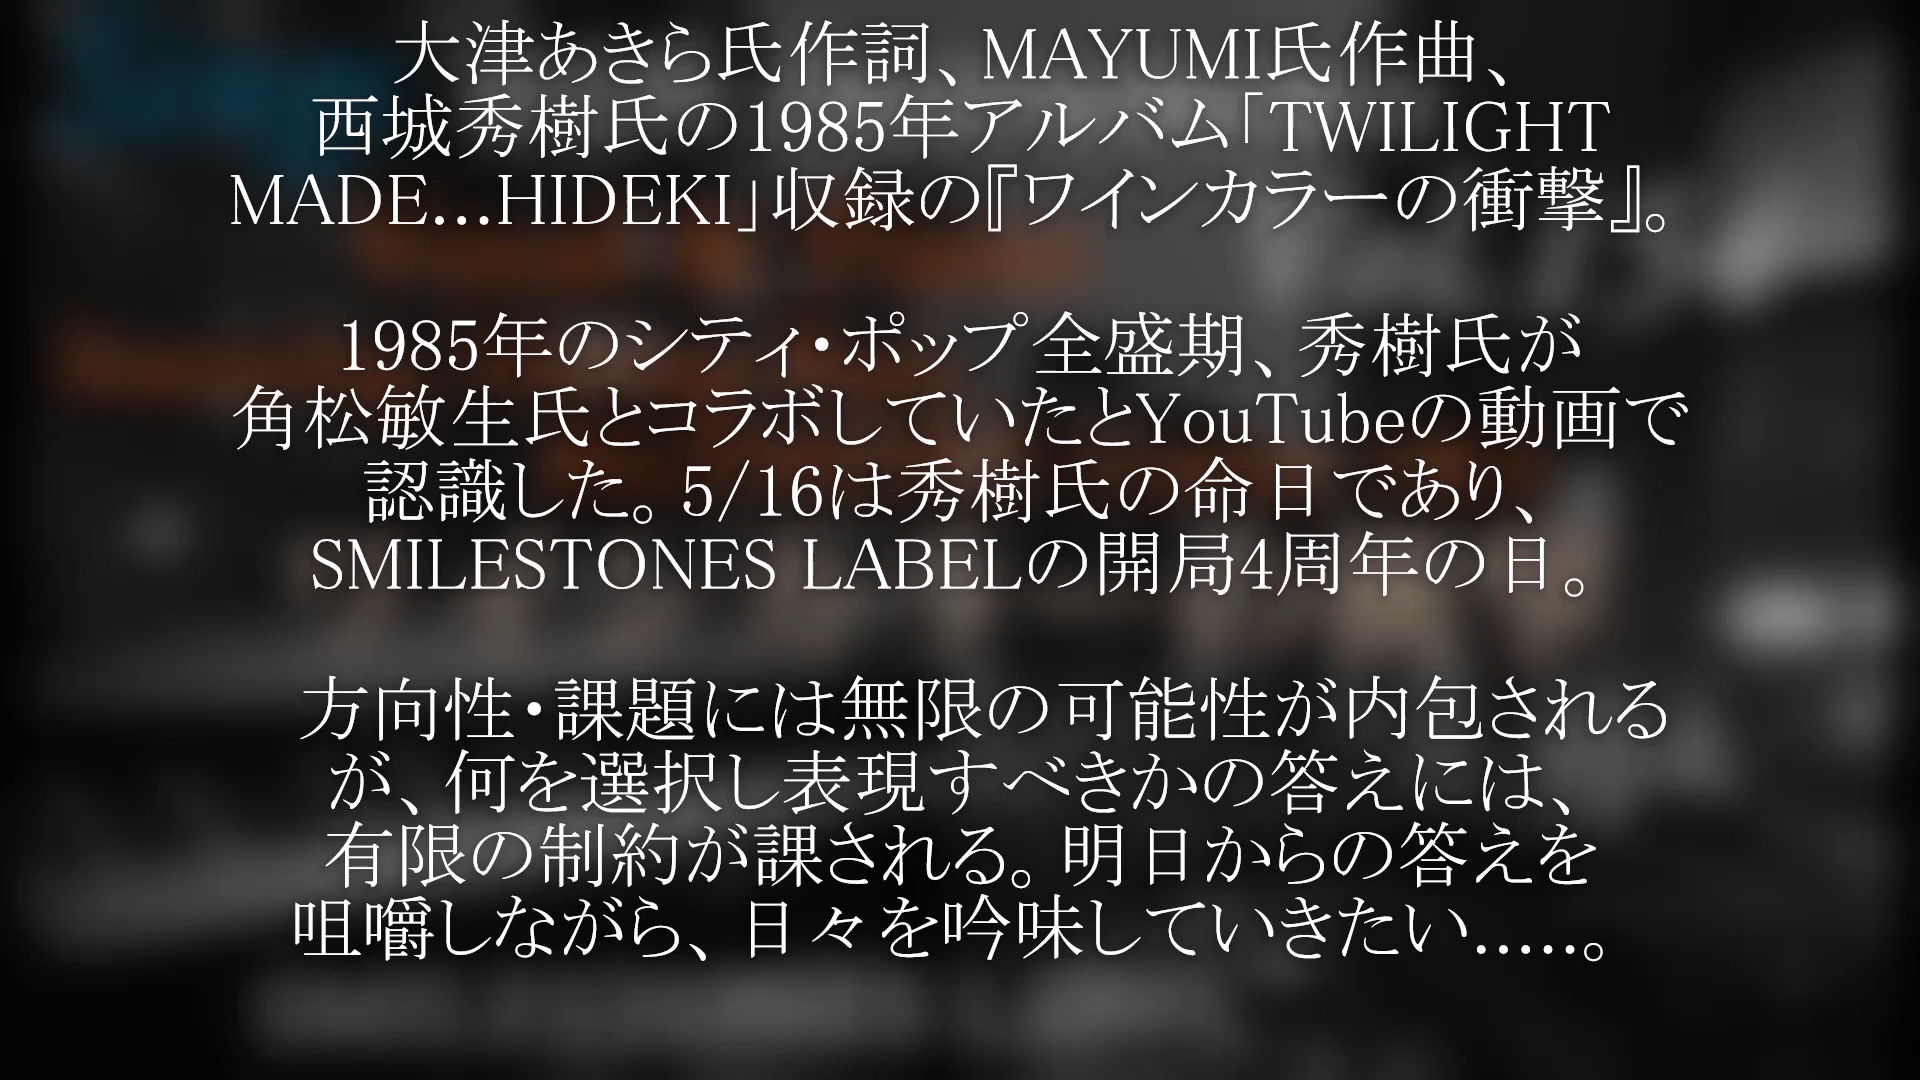 大津あきら氏作詞、MAYUMI氏作曲、
西城秀樹氏の1985年アルバム「TWILIGHT
MADE…HIDEKI」収録の『ワインカラーの衝撃』。
1985年のシティ・ポップ全盛期、秀樹氏が
角松敏生氏とコラボしていたとYouTubeの動画で
認識した。5/16は秀樹氏の命日であり、
SMILESTONES LABELの開局4周年の日。
方向性・課題には無限の可能性が内包される
が、何を選択し表現すべきかの答えには、
有限の制約が課される。明日からの答えを
咀嚼しながら、日々を吟味していきたい.....。